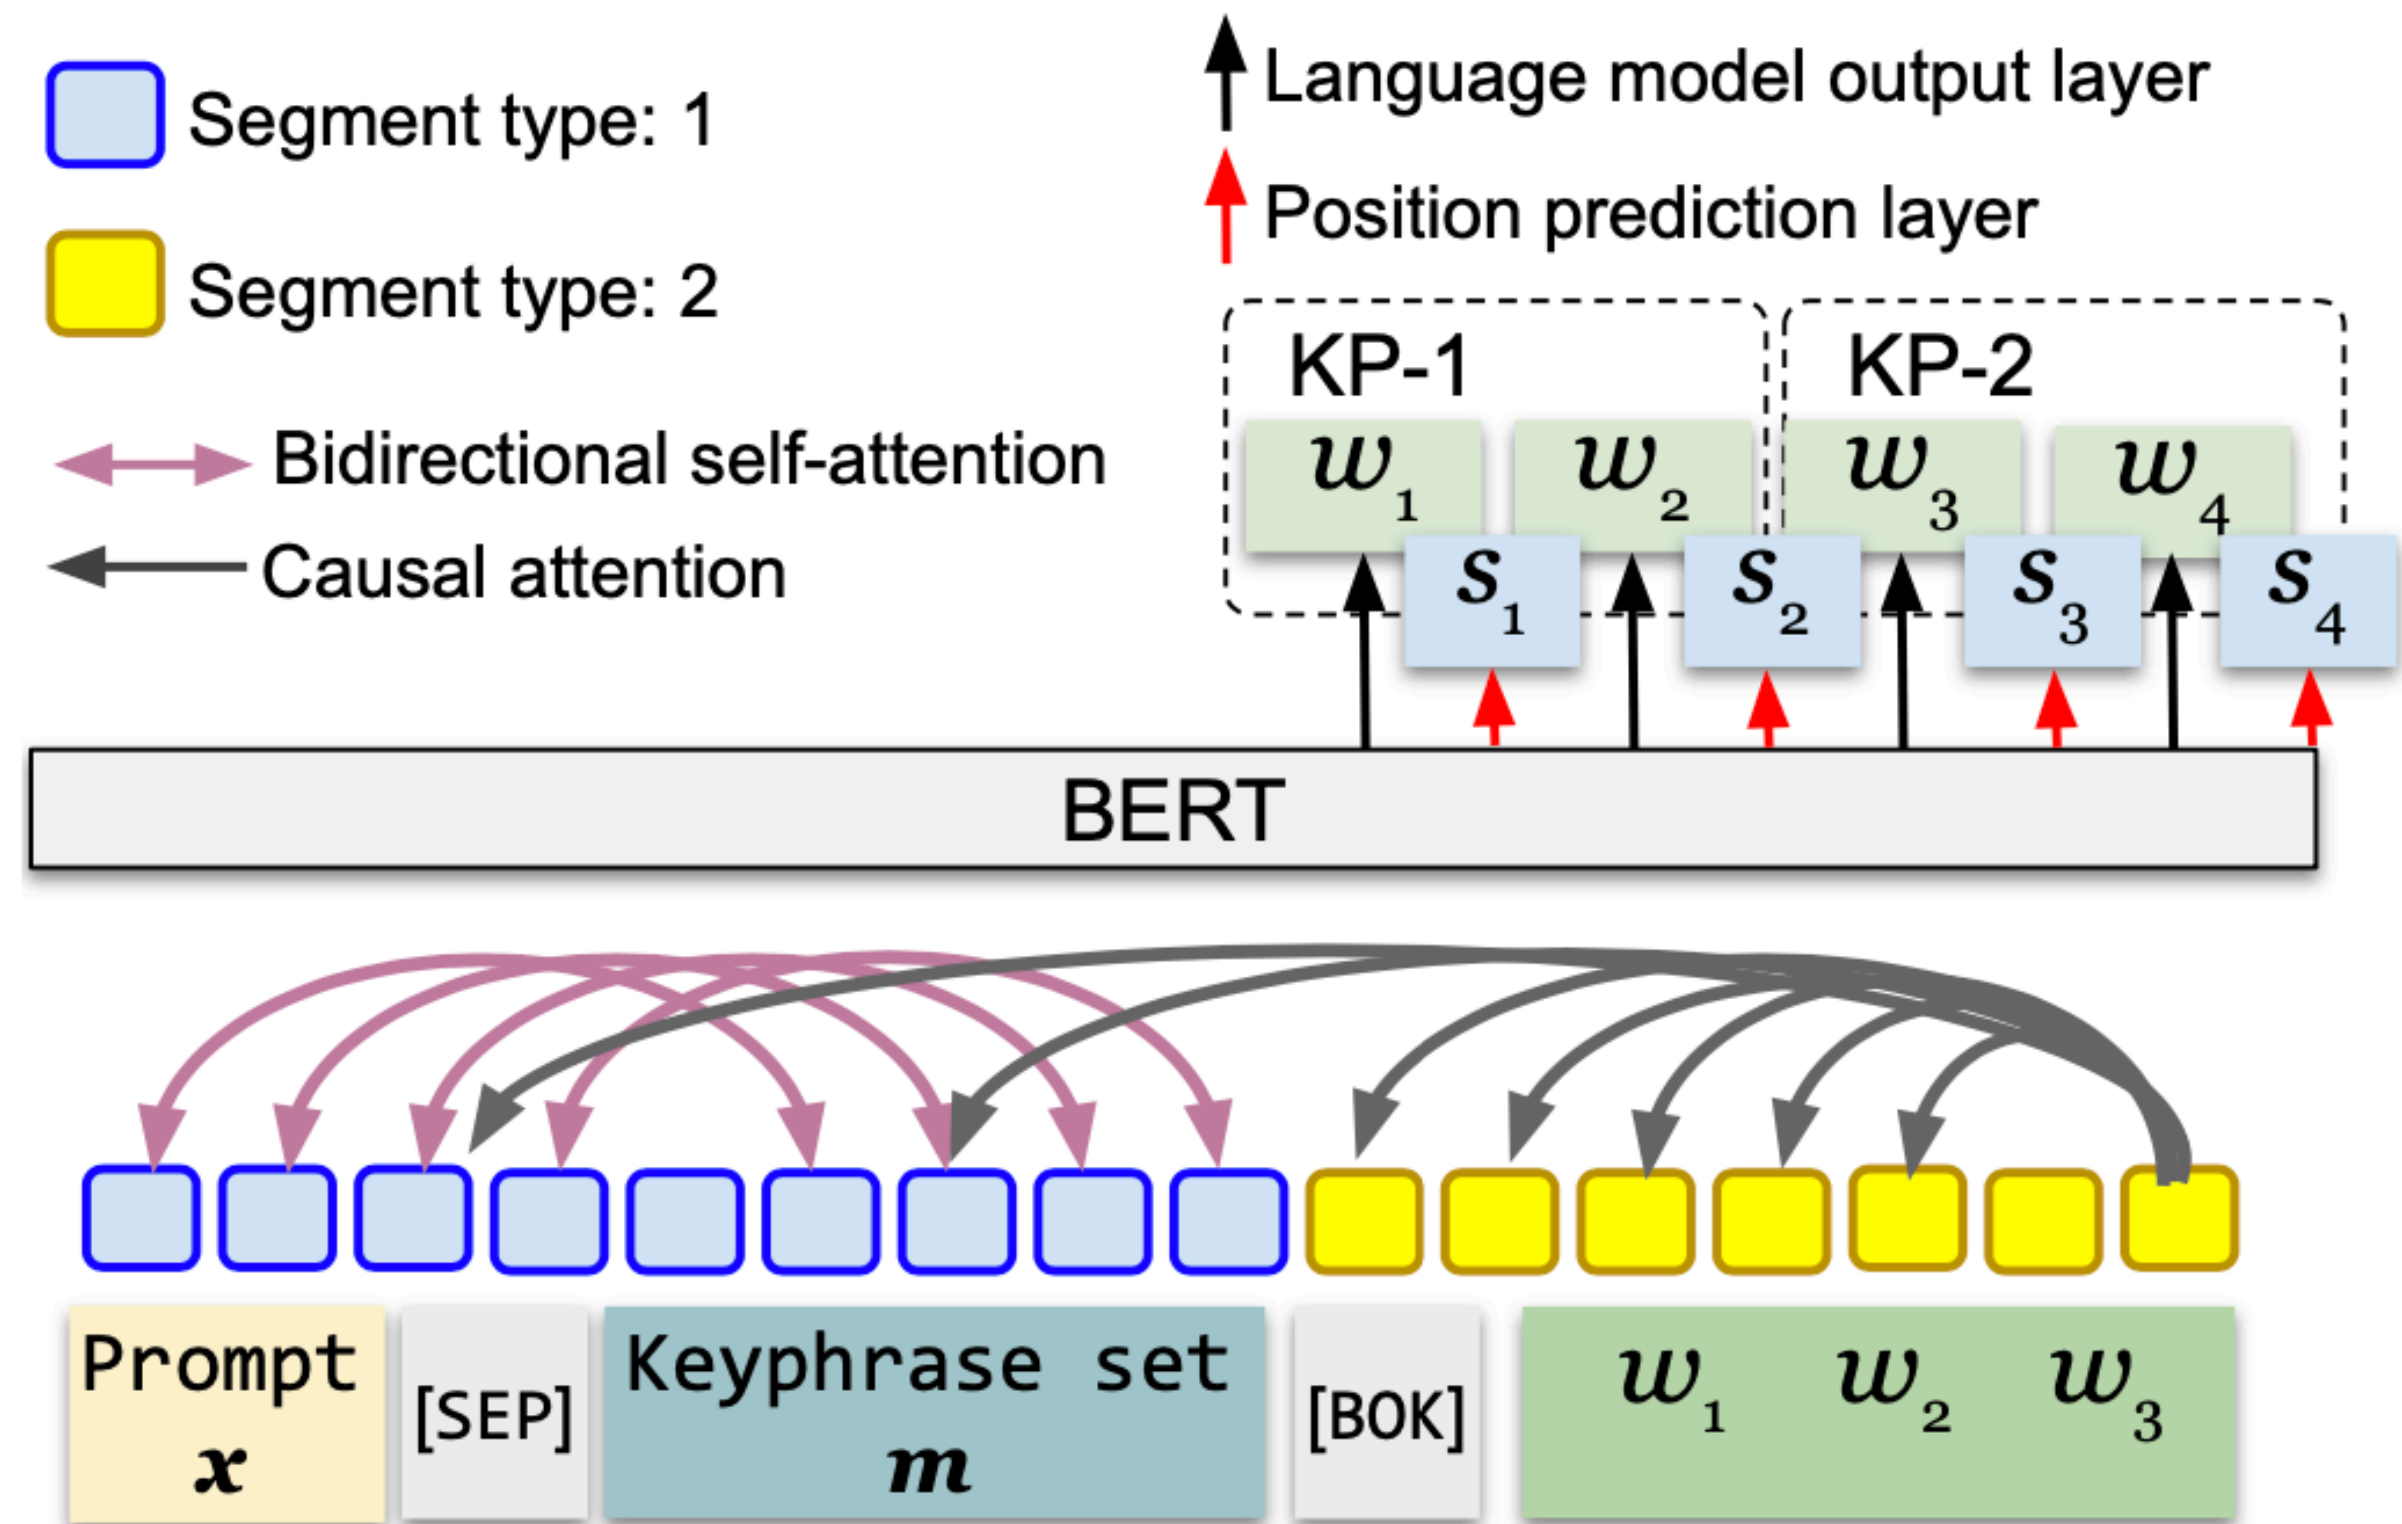 Segment type: 1
Segment type: 2
Bidirectional self-attention
Causal attention
Language model output layer
Position prediction layer
KP-1 KP-2
w₁ w₂ w₃ w₄
s₁ s₂ s₃ s₄
BERT
Prompt
x
[SEP]
Keyphrase set
m
[BOK]
w₁ w₂ w₃